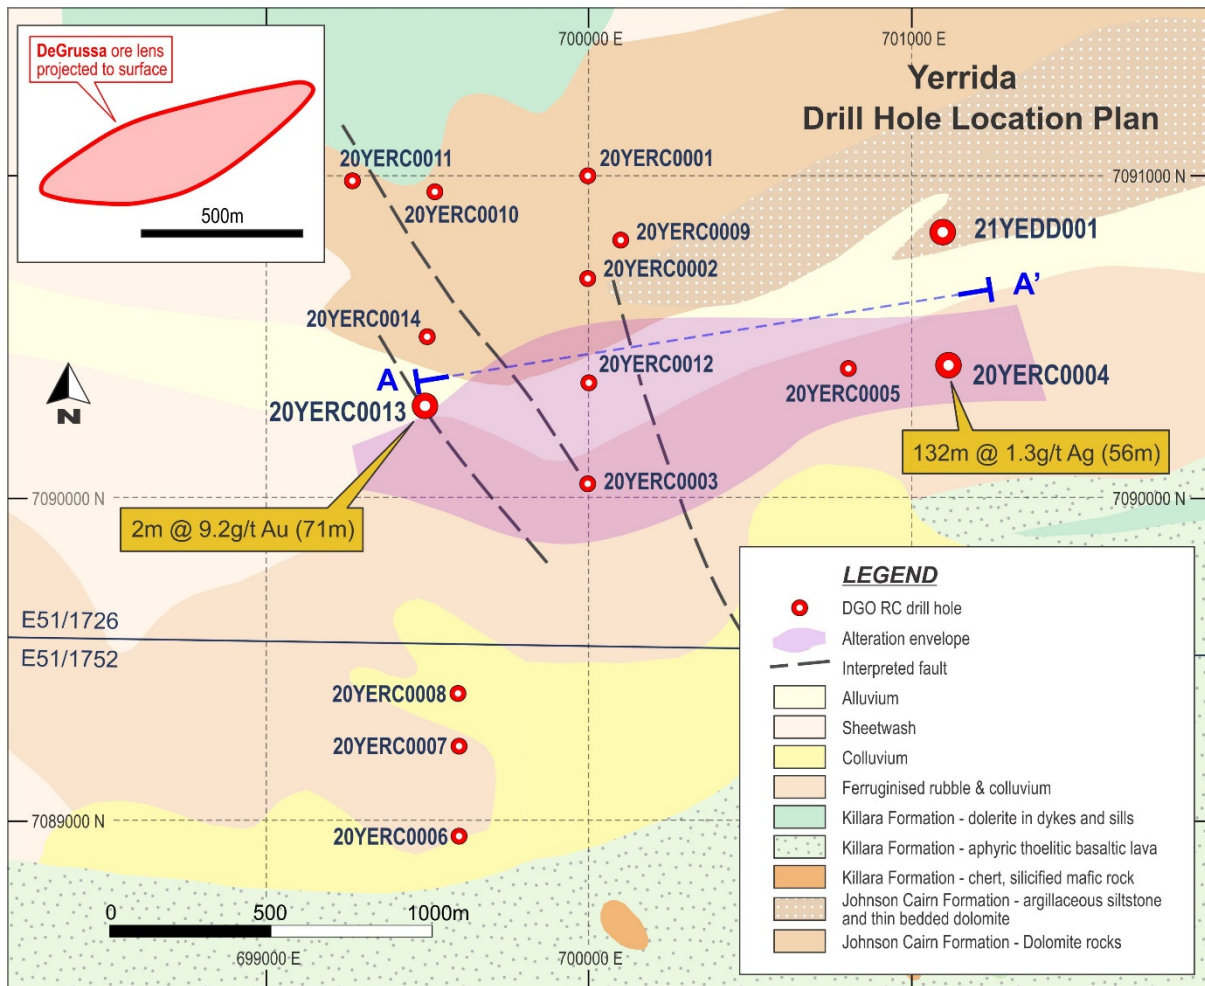 700000 E
701000 E
DeGrussa ore lens
projected to surface
500m
Yerrida
Drill Hole Location Plan
20YERC0011
20YERC0001
7091000 N
20YERC0010
20YERC0009
21YEDD001
20YERC0002
A'
20YERC0014
A
20YERC0012
20YERC0005
20YERC0004
N
20YERC0013
132m @ 1.3g/t Ag (56m)
20YERC0003
7090000 N
7090000 N
2m @ 9.2g/t Au (71m)
E51/1726
E51/1752
20YERC0008
20YERC0007
7089000 N
20YERC0006
0
500
1000m
699000 E
700000 E
LEGEND
DGO RC drill hole
Alteration envelope
Interpreted fault
Alluvium
Sheetwash
Colluvium
Ferruginised rubble & colluvium
Killara Formation - dolerite in dykes and sills
Killara Formation - aphyric thoelitic basaltic lava
Killara Formation - chert, silicified mafic rock
Johnson Cairn Formation - argillaceous siltstone
and thin bedded dolomite
Johnson Cairn Formation - Dolomite rocks